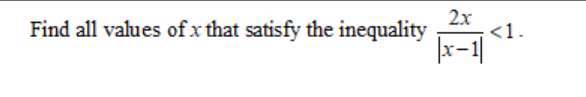 Find all values of x that satisfy the inequality 2x/|x-1| <1.